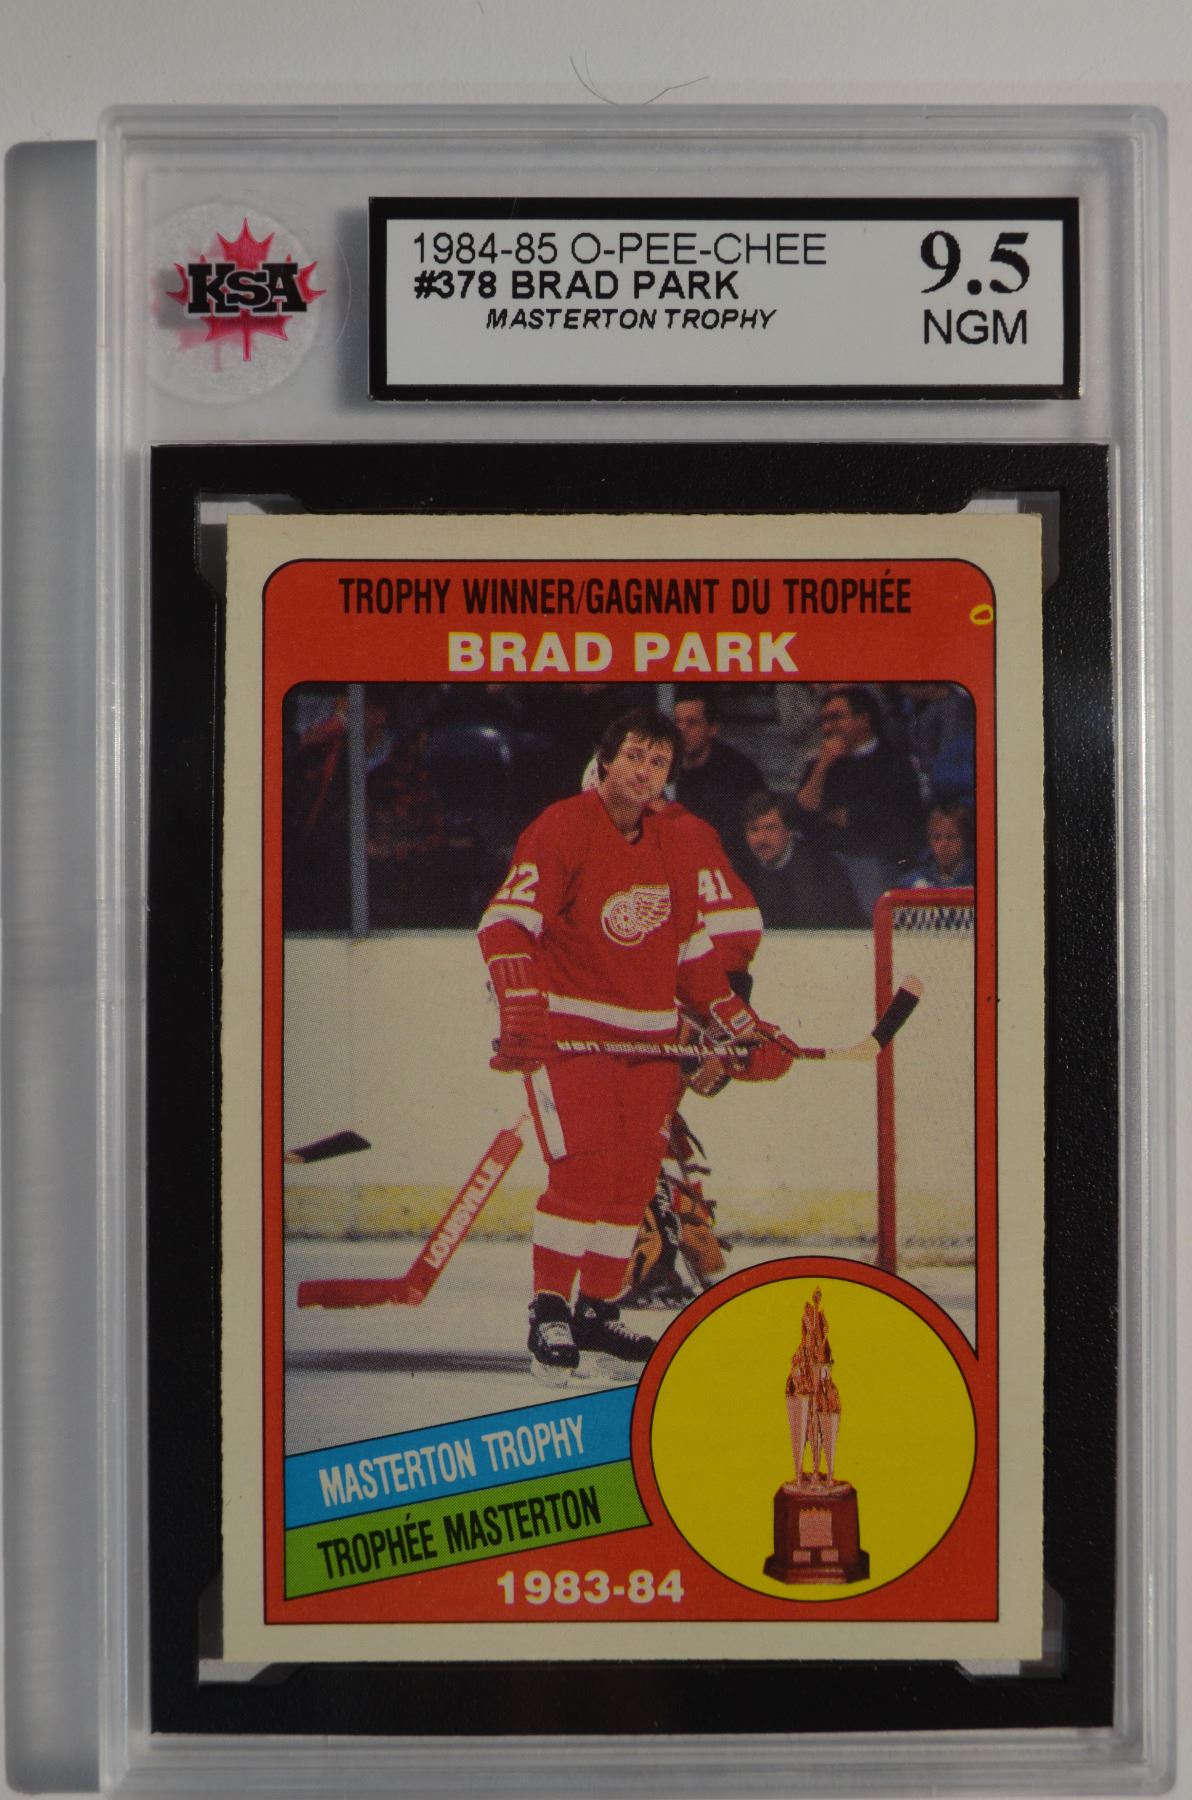 KSA
1984-85 O-PEE-CHEE
#378 BRAD PARK
MASTERTON TROPHY
9.5
NGM
TROPHY WINNER/GAGNANT DU TROPHÉE
BRAD PARK
22
41
LOUISVILLE
MASTERTON TROPHY
TROPHÉE MASTERTON
1983-84